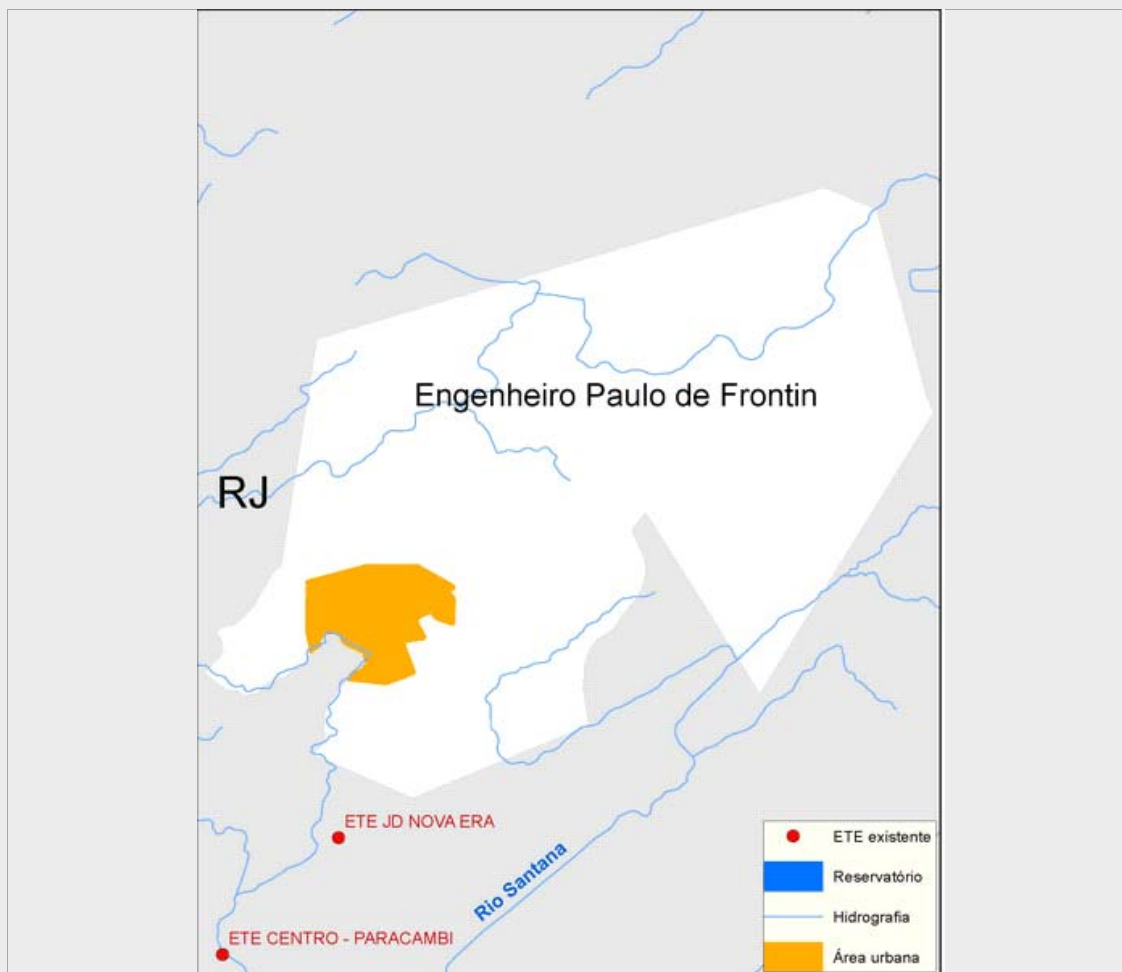 Engenheiro Paulo de Frontin
RJ
ETE JD NOVA ERA
Rio Santana
ETE CENTRO - PARACAMBI
ETE existente
Reservatório
Hidrografia
Área urbana